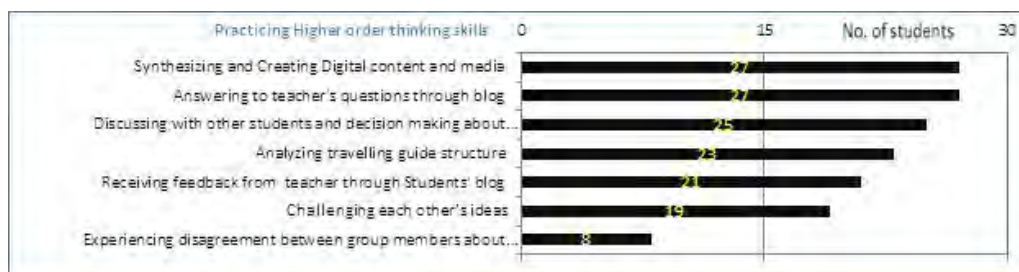 Practicing Higher order thinking skills 0 15 No. of students 30
Synthesizing and Creating Digital content and media 27
Answering to teacher's questions through blog 27
Discussing with other students and decision making about... 25
Analyzing travelling guide structure 23
Receiving feedback from teacher through Students' blog 21
Challenging each other's ideas 19
Experiencing disagreement between group members about... 8